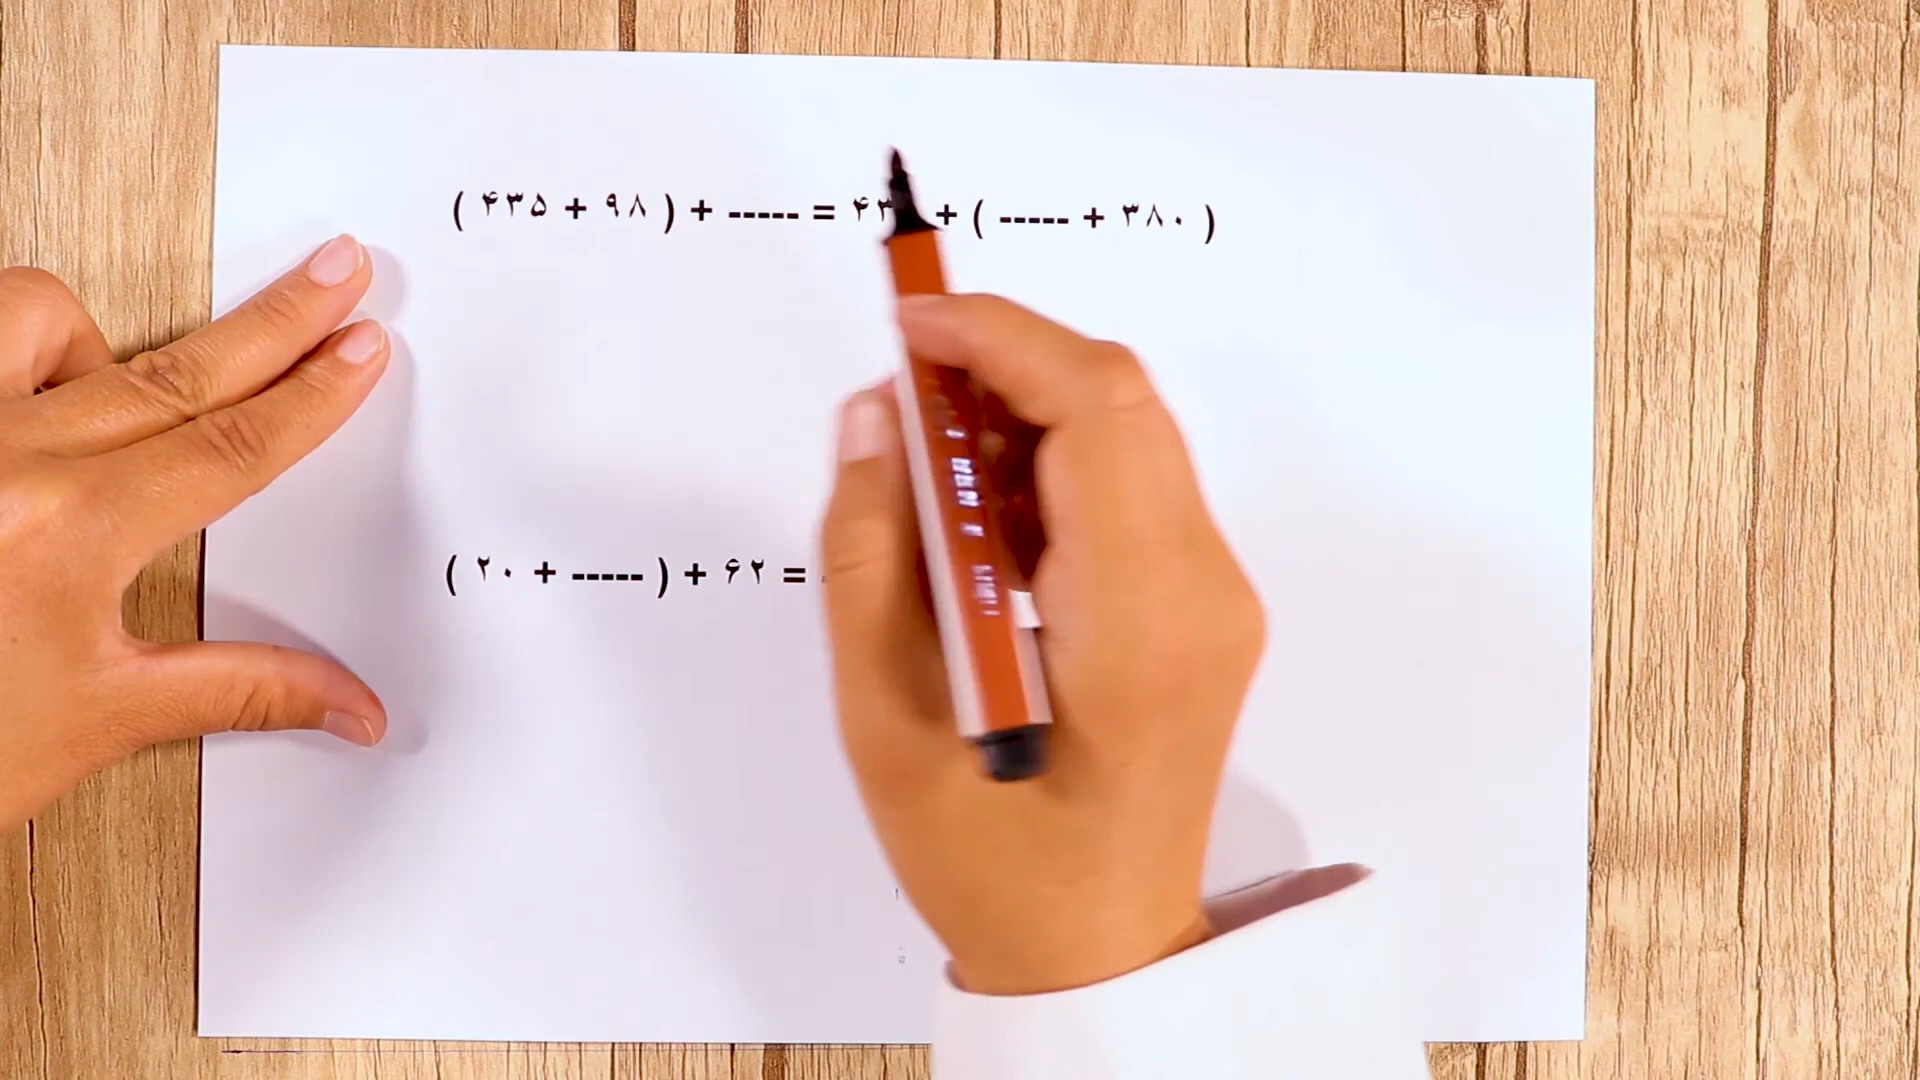 ( ۴۳۵ + ۹۸ ) + ----- = ۴۳ + ( ----- + ۳۸۰ )
( ۲۰ + ----- ) + ۶۲ =